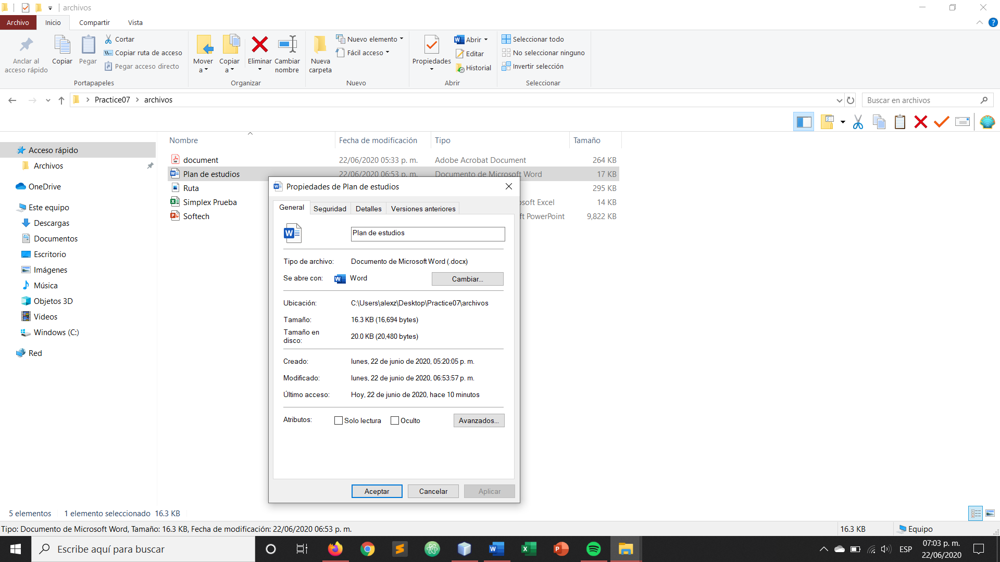 archivos
Archivo Inicio Compartir Vista
Anclar al acceso rápido
Copiar
Pegar
Cortar
Copiar ruta de acceso
Pegar acceso directo
Portapapeles
Mover a
Copiar a
Eliminar
Cambiar nombre
Organizar
Nueva carpeta
Nuevo elemento
Fácil acceso
Nuevo
Propiedades
Abrir
Editar
Historial
Abrir
Seleccionar todo
No seleccionar ninguno
Invertir selección
Seleccionar
Practice07 archivos
Buscar en archivos
Nombre Fecha de modificación Tipo Tamaño
Acceso rápido
Archivos
OneDrive
Este equipo
Descargas
Documentos
Escritorio
Imágenes
Música
Objetos 3D
Videos
Windows (C:)
Red
document 22/06/2020 05:33 p. m. Adobe Acrobat Document 264 KB
Plan de estudios 22/06/2020 06:53 p. m. Documento de Microsoft Word 17 KB
Ruta 295 KB
Simplex Prueba osoft Excel 14 KB
Softech ft PowerPoint 9,822 KB
Propiedades de Plan de estudios
General Seguridad Detalles Versiones anteriores
Plan de estudios
Tipo de archivo: Documento de Microsoft Word (.docx)
Se abre con: Word Cambiar...
Ubicación: C:\Users\alexz\Desktop\Practice07\archivos
Tamaño: 16.3 KB (16,694 bytes)
Tamaño en disco: 20.0 KB (20,480 bytes)
Creado: lunes, 22 de junio de 2020, 05:20:05 p. m.
Modificado: lunes, 22 de junio de 2020, 06:53:57 p. m.
Último acceso: Hoy, 22 de junio de 2020, hace 10 minutos
Atributos: Solo lectura Oculto Avanzados...
Aceptar Cancelar Aplicar
5 elementos 1 elemento seleccionado 16.3 KB
Tipo: Documento de Microsoft Word, Tamaño: 16.3 KB, Fecha de modificación: 22/06/2020 06:53 p. m. 16.3 KB Equipo
Escribe aquí para buscar
ESP
07:03 p. m.
22/06/2020